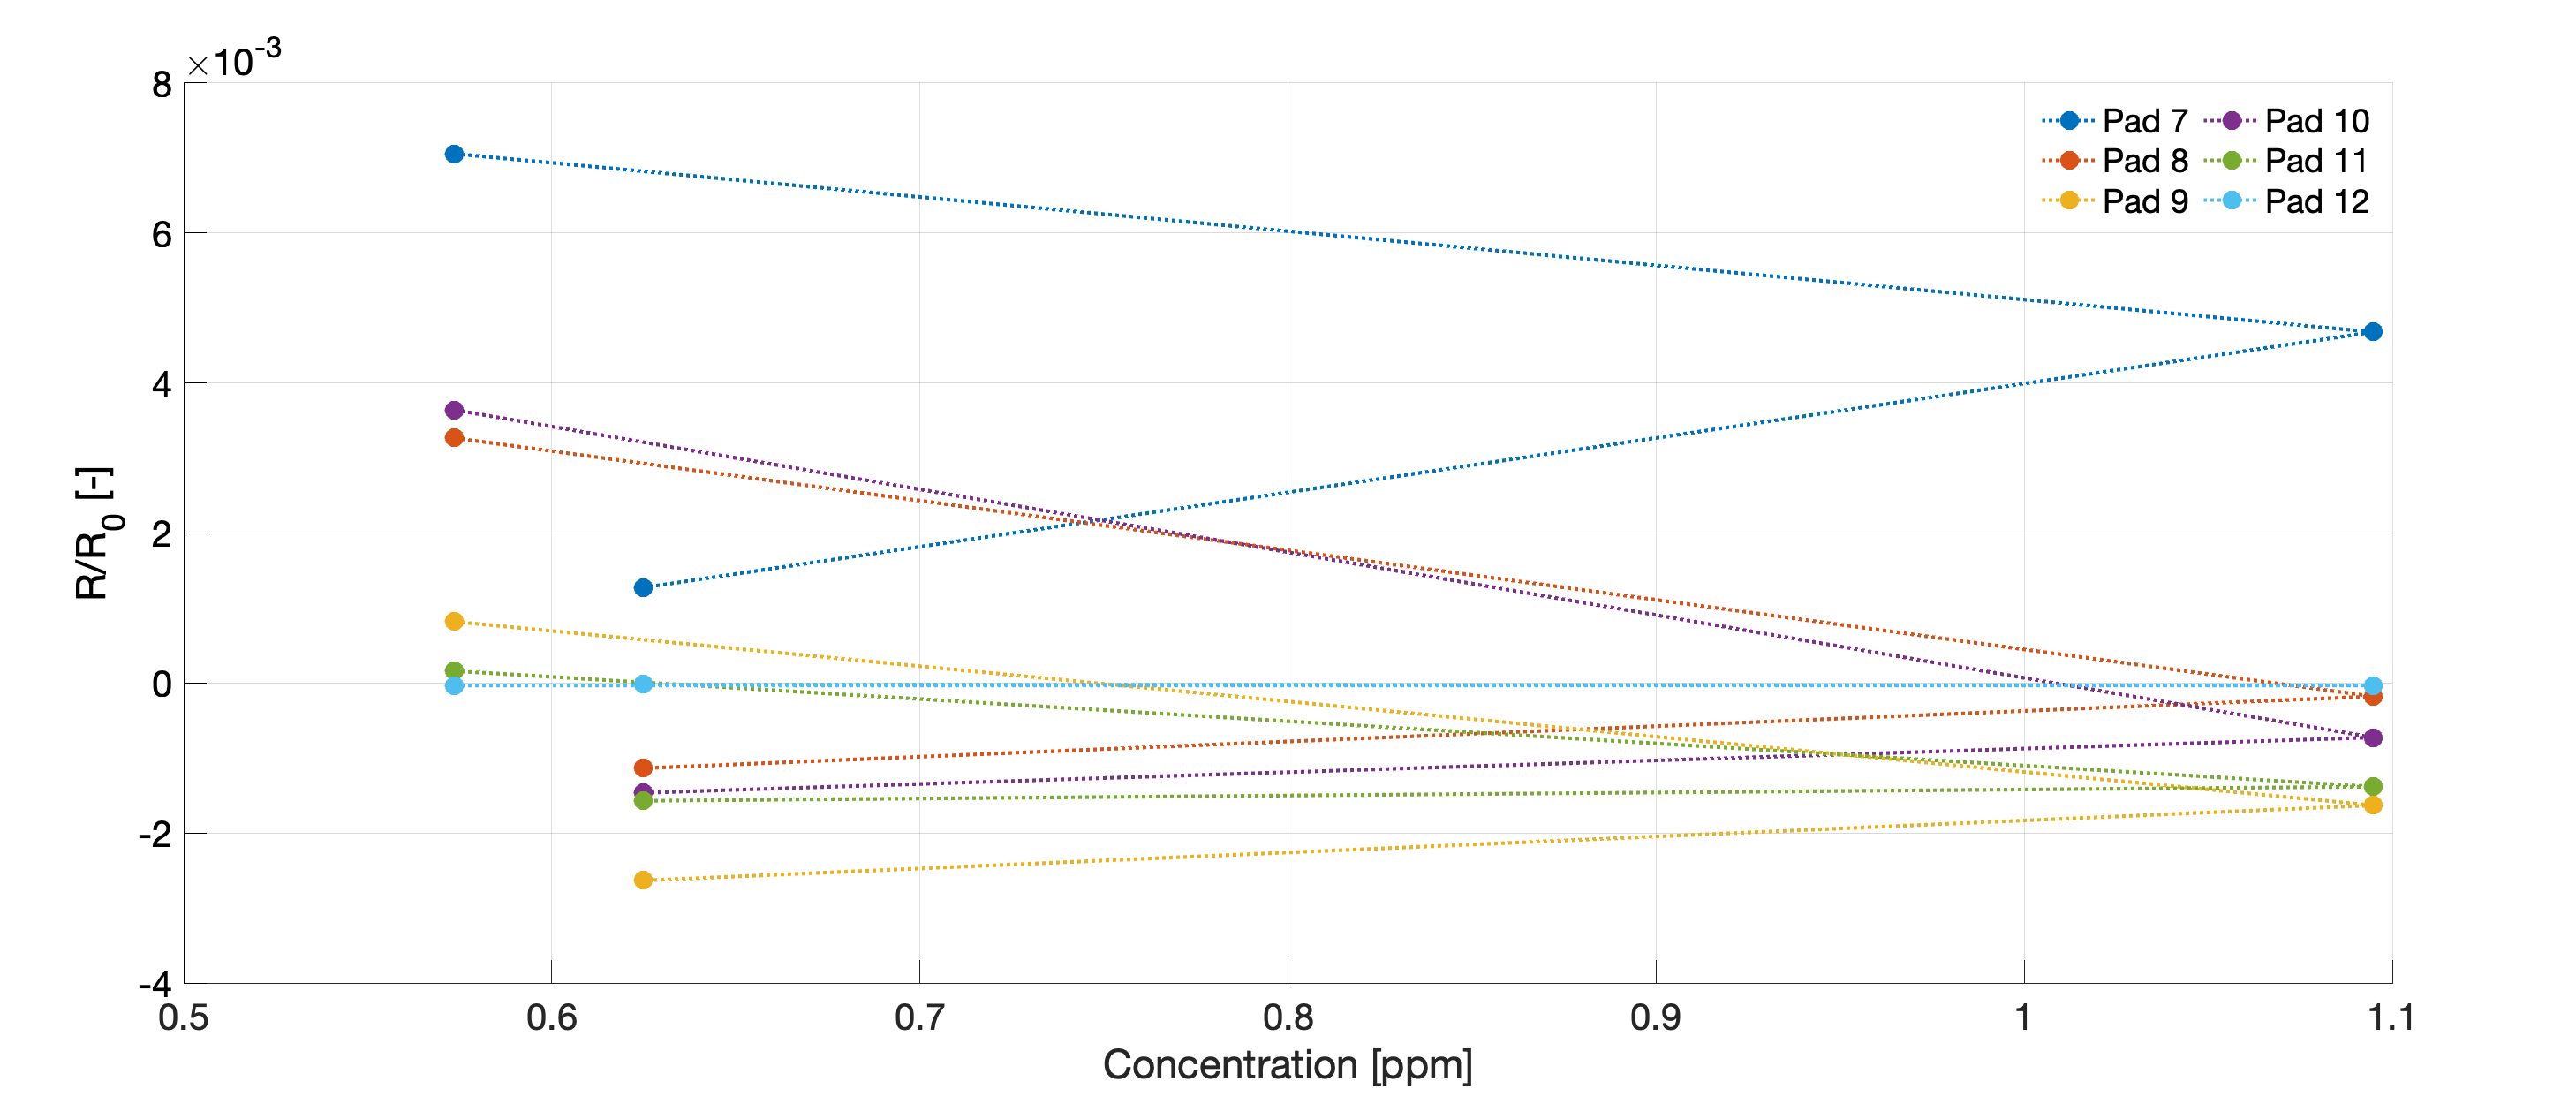 ×10^-3
8
6
4
2
0
-2
-4
R/R_0 [-]
0.5 0.6 0.7 0.8 0.9 1 1.1
Concentration [ppm]
Pad 7 Pad 10
Pad 8 Pad 11
Pad 9 Pad 12